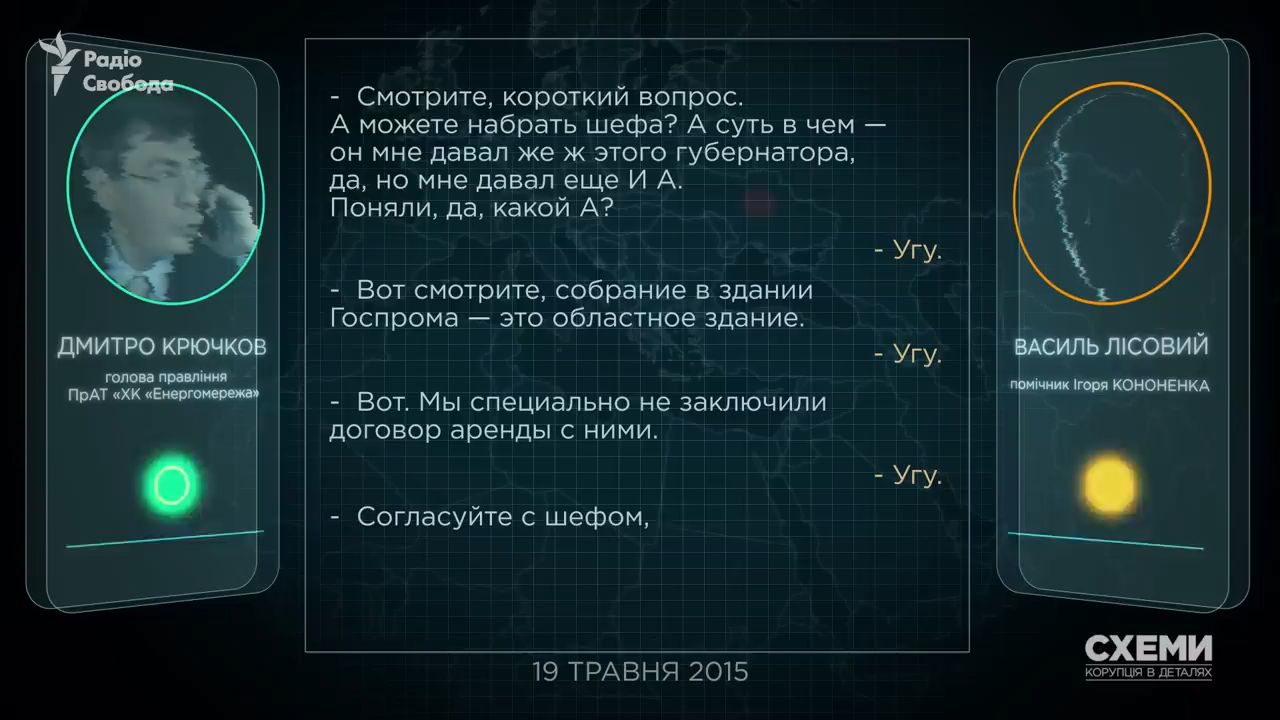 Радіо
Свобода
- Смотрите, короткий вопрос.
А можете набрать шефа? А суть в чем —
он мне давал же ж этого губернатора,
да, но мне давал еще И А.
Поняли, да, какой А?
- Угу.
- Вот смотрите, собрание в здании
Госпрома — это областное здание.
- Угу.
- Вот. Мы специально не заключили
договор аренды с ними.
- Угу.
- Согласуйте с шефом,
ДМИТРО КРЮЧКОВ
голова правління
ПрАТ «ХК «Енергомережа»
ВАСИЛЬ ЛІСОВИЙ
помічник Ігоря КОНОНЕНКА
19 ТРАВНЯ 2015
СХЕМИ
КОРУПЦІЯ В ДЕТАЛЯХ